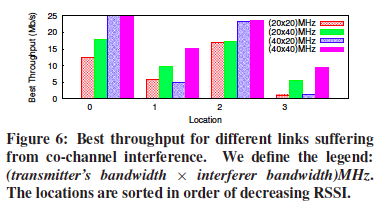 25
20
15
10
5
0
Best Throughput (Mb/s)
(20x20)MHz
(20x40)MHz
(40x20)MHz
(40x40)MHz
0 1 2 3
Location
Figure 6: Best throughput for different links suffering
from co-channel interference. We define the legend:
(transmitter's bandwidth × interferer bandwidth)MHz.
The locations are sorted in order of decreasing RSSI.